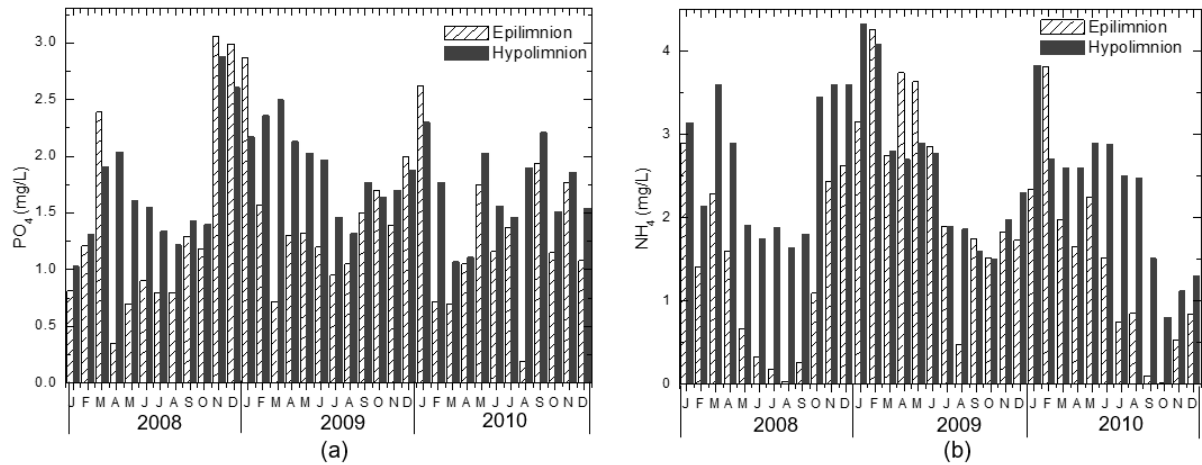 PO4 (mg/L)
3.0
2.5
2.0
1.5
1.0
0.5
0.0
Epilimnion
Hypolimnion
J F M A M J J A S O N D J F M A M J J A S O N D J F M A M J J A S O N D
2008 2009 2010
(a)
NH4 (mg/L)
4
3
2
1
0
Epilimnion
Hypolimnion
J F M A M J J A S O N D J F M A M J J A S O N D J F M A M J J A S O N D
2008 2009 2010
(b)